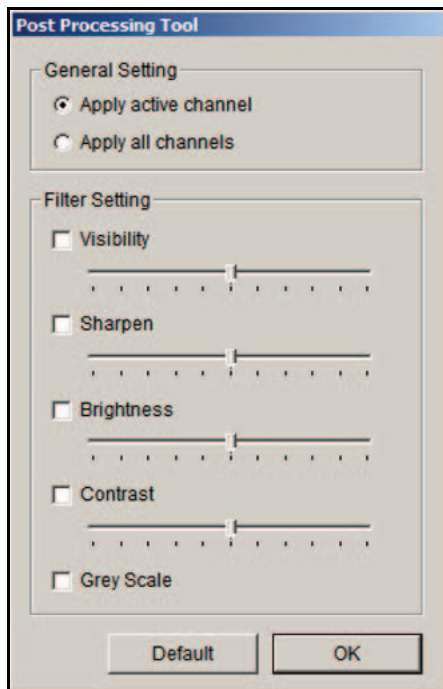 Post Processing Tool
General Setting
Apply active channel
Apply all channels
Filter Setting
Visibility
Sharpen
Brightness
Contrast
Grey Scale
Default OK